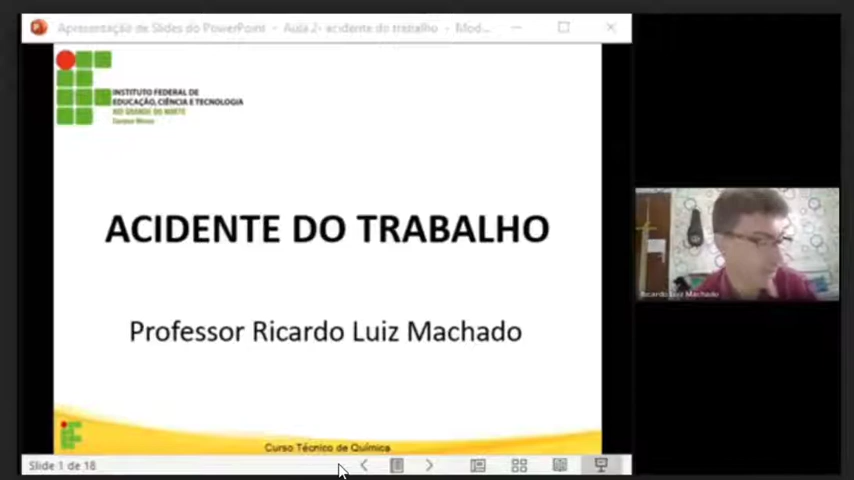 Apresentação de Slides do PowerPoint - Aula 2- acidente do trabalho - Mod...
INSTITUTO FEDERAL DE
EDUCAÇÃO, CIÊNCIA E TECNOLOGIA
RIO GRANDE DO NORTE
ACIDENTE DO TRABALHO
Professor Ricardo Luiz Machado
Ricardo Luiz Machado
Curso Técnico de Química
Slide 1 de 18